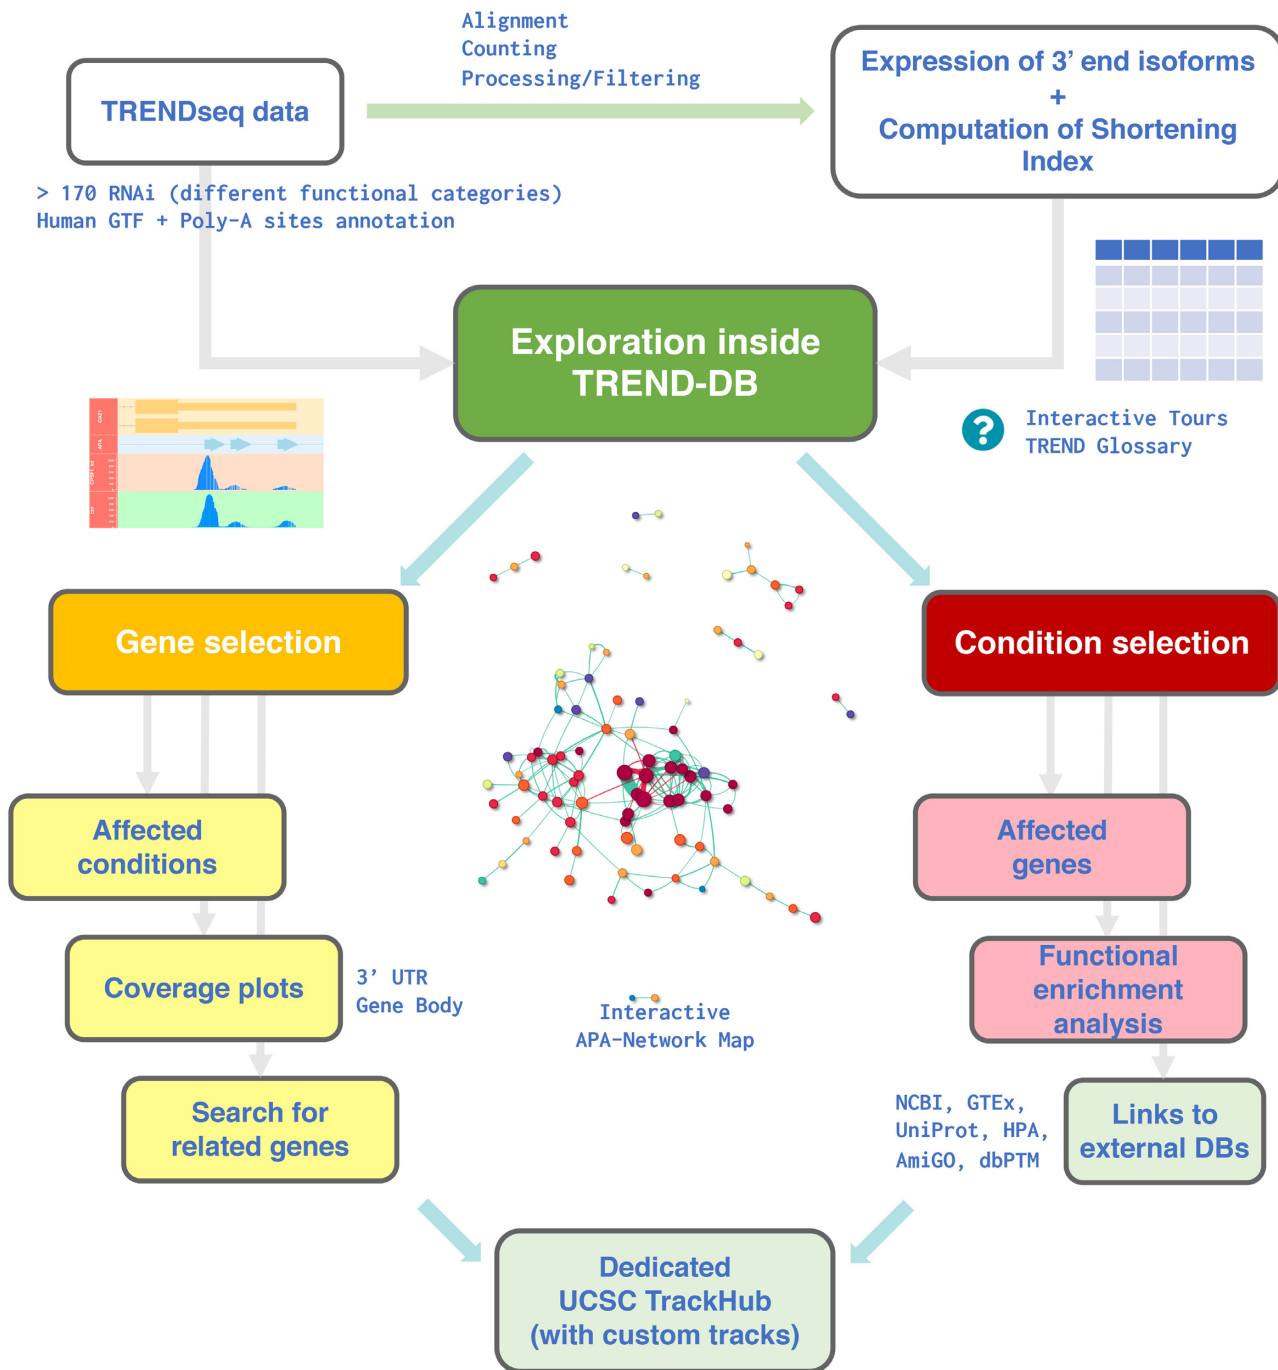 Alignment
Counting
Processing/Filtering
TRENDseq data
Expression of 3’ end isoforms
+
Computation of Shortening
Index
> 170 RNAi (different functional categories)
Human GTF + Poly-A sites annotation
Exploration inside
TREND-DB
Interactive Tours
TREND Glossary
?
APA
Gene selection
Condition selection
Affected
conditions
Affected
genes
Coverage plots
3’ UTR
Gene Body
Functional
enrichment
analysis
Interactive
APA-Network Map
Search for
related genes
NCBI, GTEx,
UniProt, HPA,
AmiGO, dbPTM
Links to
external DBs
Dedicated
UCSC TrackHub
(with custom tracks)